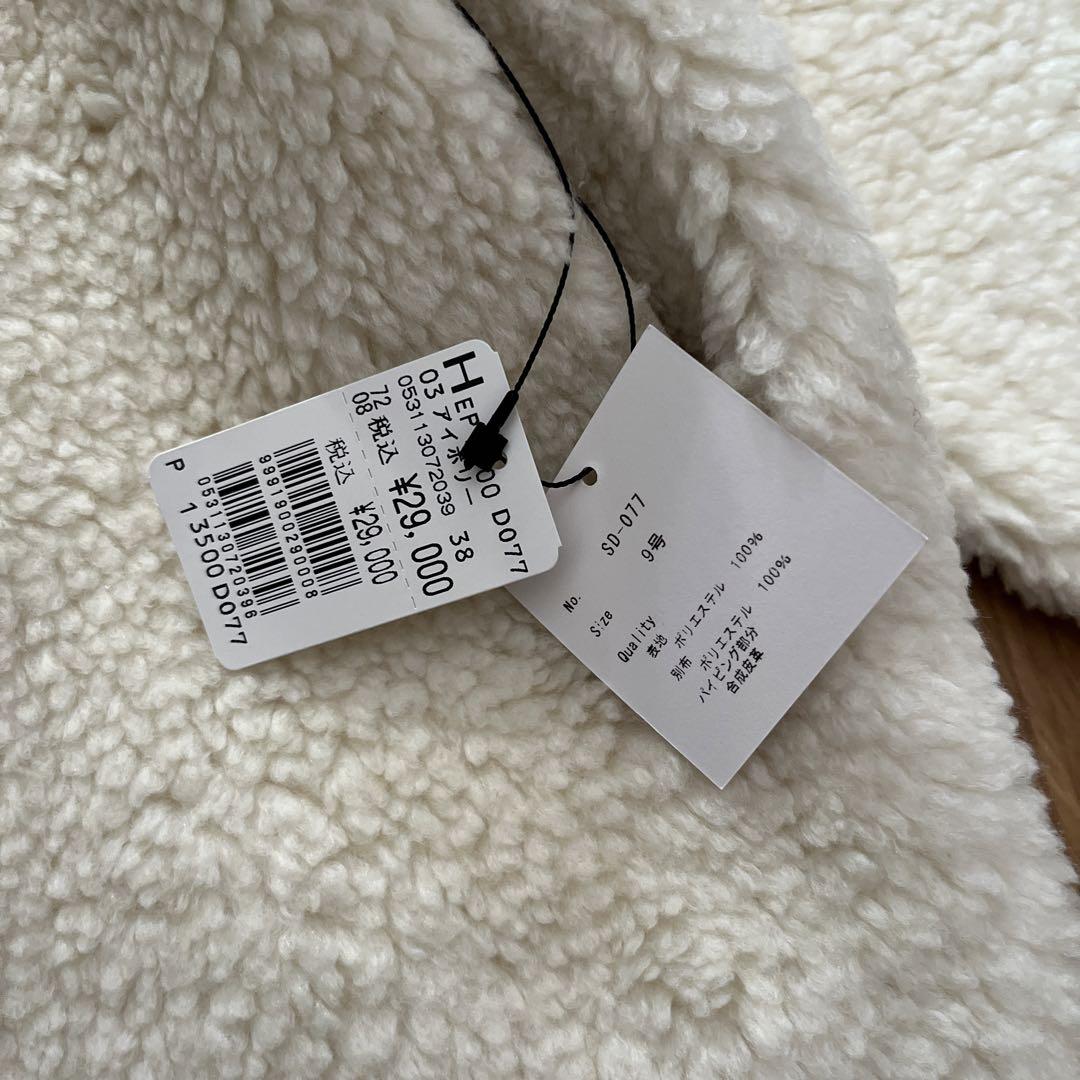 HEP 00 D077
03 アイボリー 38
053113072039
72 税込 ¥29,000
08
税込 ¥29,000
9991900290008
0531130720396
P 13500D077
No. SD-077
Size 9号
Quality
表地 ポリエステル 100%
別布 ポリエステル 100%
パイピング部分
合成皮革